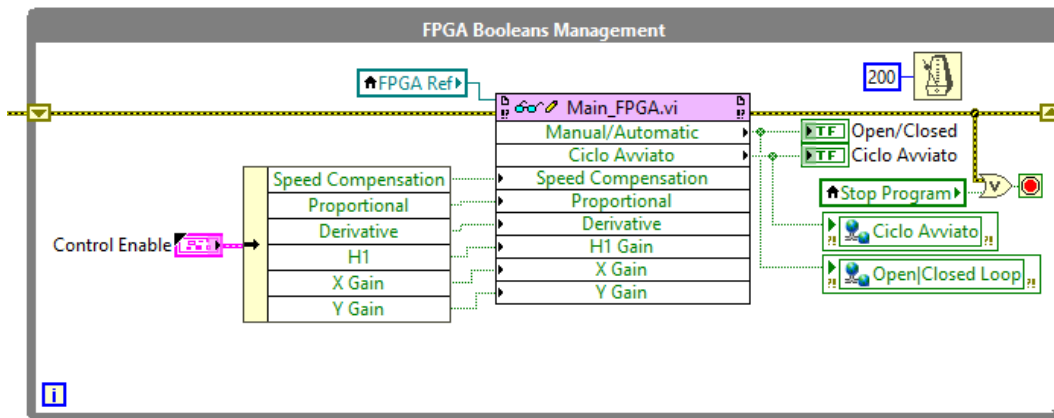 FPGA Booleans Management
200
FPGA Ref
Main_FPGA.vi
Manual/Automatic
Ciclo Avviato
Speed Compensation
Proportional
Derivative
H1 Gain
X Gain
Y Gain
TF Open/Closed
TF Ciclo Avviato
Control Enable
Speed Compensation
Proportional
Derivative
H1
X Gain
Y Gain
Stop Program
V
Ciclo Avviato
Open|Closed Loop
i